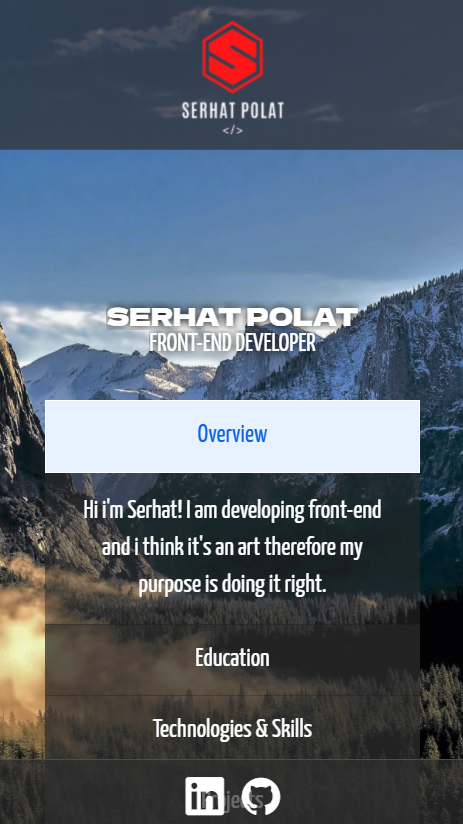 SERHAT POLAT
</>
SERHAT POLAT
FRONT-END DEVELOPER
Overview
Hi i'm Serhat! I am developing front-end
and i think it's an art therefore my
purpose is doing it right.
Education
Technologies & Skills
in